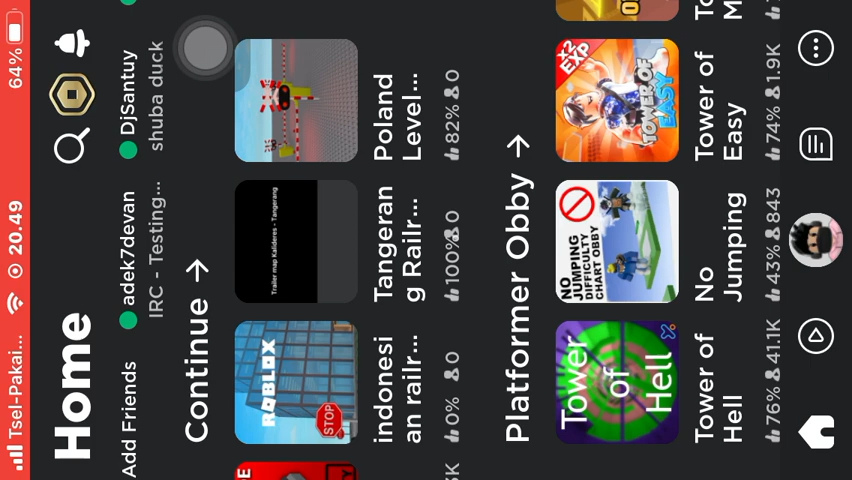 Tsel-Pakai... 20.49 64%
Home
Add Friends
adek7devan
IRC - Testing...
DjSantuy
shuba duck
Continue →
E
ROBLOX
STOP
Trailer map Kalideres - Tangerang
indonesi
an railr...
0% 0
Tangeran
g Railr...
100% 0
Poland
Level...
82% 0
Platformer Obby →
Tower
of
Hell
NO
JUMPING
DIFFICULTY
CHART OBBY
X2
EXP
TOWER OF
EASY
Tower of
Hell
76% 41.1K
No
Jumping
43% 843
Tower of
Easy
74% 1.9K